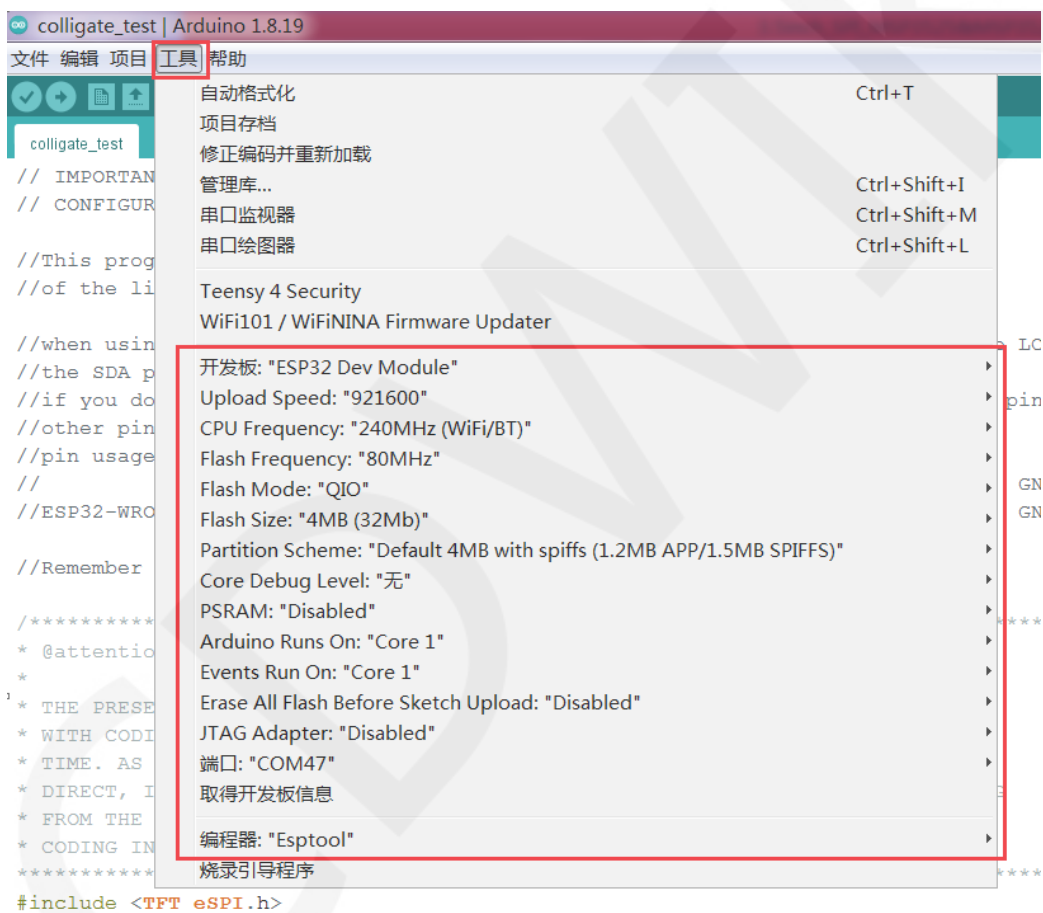 colligate_test | Arduino 1.8.19
文件 编辑 项目 工具 帮助
自动格式化 Ctrl+T
项目存档
colligate_test
修正编码并重新加载
// IMPORTAN
管理库... Ctrl+Shift+I
// CONFIGUR
串口监视器 Ctrl+Shift+M
串口绘图器 Ctrl+Shift+L
//This prog
//of the li
Teensy 4 Security
WiFi101 / WiFiNINA Firmware Updater
//when usin LC
开发板: "ESP32 Dev Module"
//the SDA p
Upload Speed: "921600"
//if you do pin
CPU Frequency: "240MHz (WiFi/BT)"
//other pin
Flash Frequency: "80MHz"
//pin usage
Flash Mode: "QIO"
// GN
Flash Size: "4MB (32Mb)"
//ESP32-WRO GN
Partition Scheme: "Default 4MB with spiffs (1.2MB APP/1.5MB SPIFFS)"
//Remember
Core Debug Level: "无"
PSRAM: "Disabled"
/********** ***
Arduino Runs On: "Core 1"
* @attentio
Events Run On: "Core 1"
*
Erase All Flash Before Sketch Upload: "Disabled"
* THE PRESE
JTAG Adapter: "Disabled"
* WITH CODI
端口: "COM47"
* TIME. AS
取得开发板信息
* DIRECT, I
* FROM THE
编程器: "Esptool"
* CODING IN
烧录引导程序
*********** ***
#include <TFT_eSPI.h>